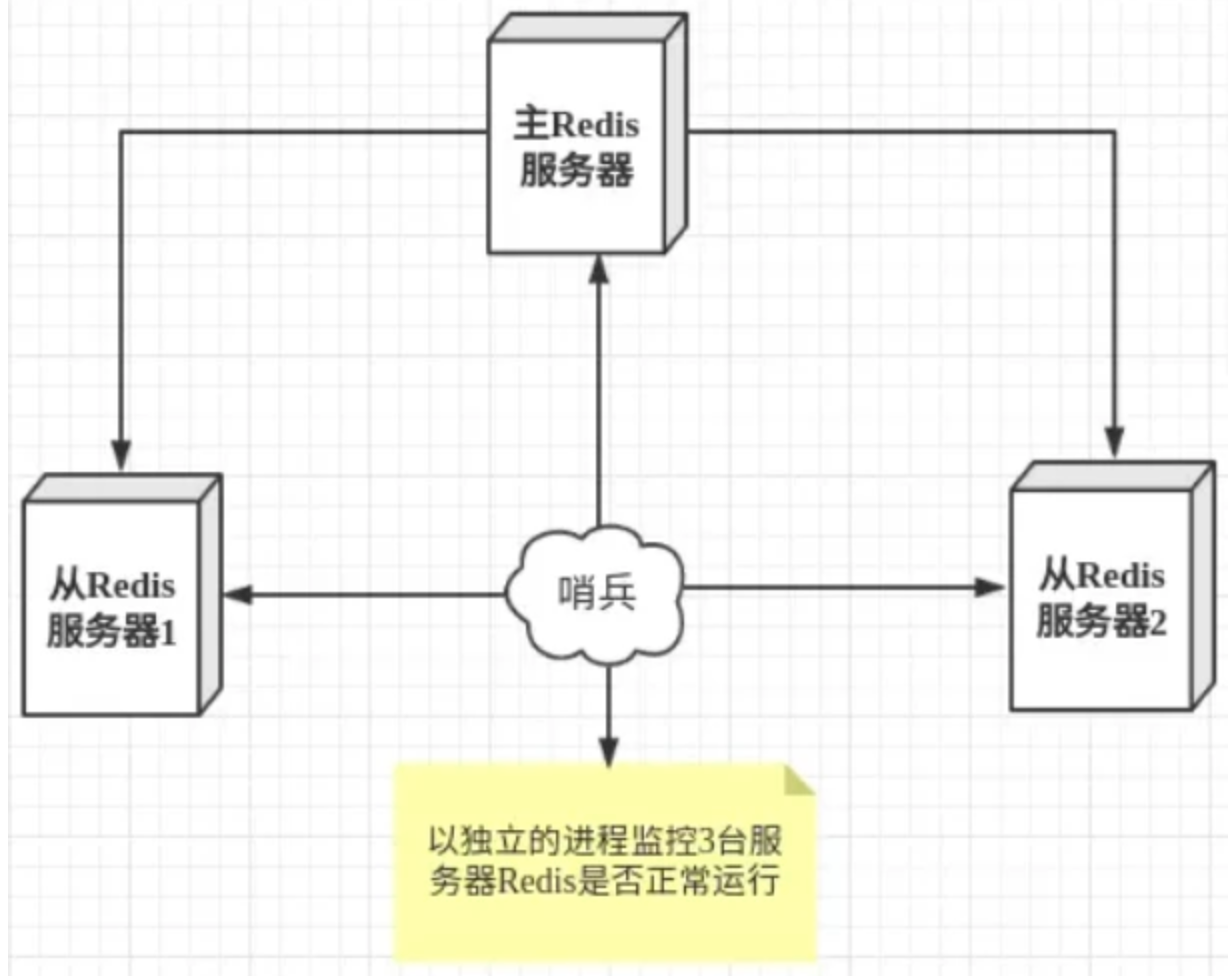 主Redis
服务器
从Redis
服务器1
哨兵
从Redis
服务器2
以独立的进程监控3台服
务器Redis是否正常运行